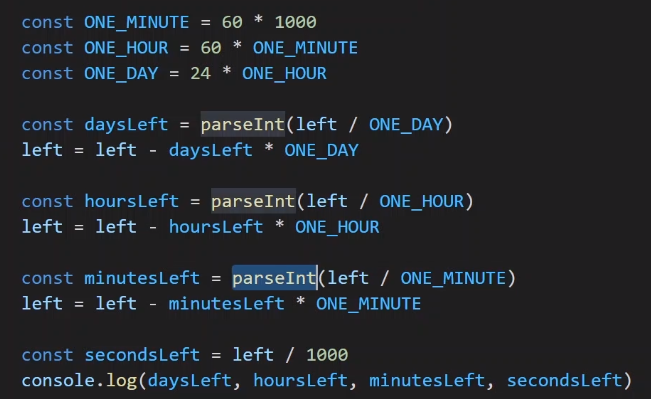 const ONE_MINUTE = 60 * 1000
const ONE_HOUR = 60 * ONE_MINUTE
const ONE_DAY = 24 * ONE_HOUR
const daysLeft = parseInt(left / ONE_DAY)
left = left - daysLeft * ONE_DAY
const hoursLeft = parseInt(left / ONE_HOUR)
left = left - hoursLeft * ONE_HOUR
const minutesLeft = parseInt(left / ONE_MINUTE)
left = left - minutesLeft * ONE_MINUTE
const secondsLeft = left / 1000
console.log(daysLeft, hoursLeft, minutesLeft, secondsLeft)